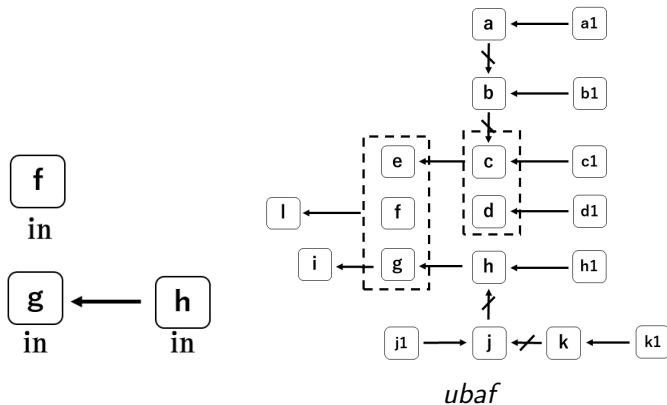 a a1
b b1
e c c1
f
l f d d1
in
i g h h1
g h
in in
j1 j k k1
ubaf